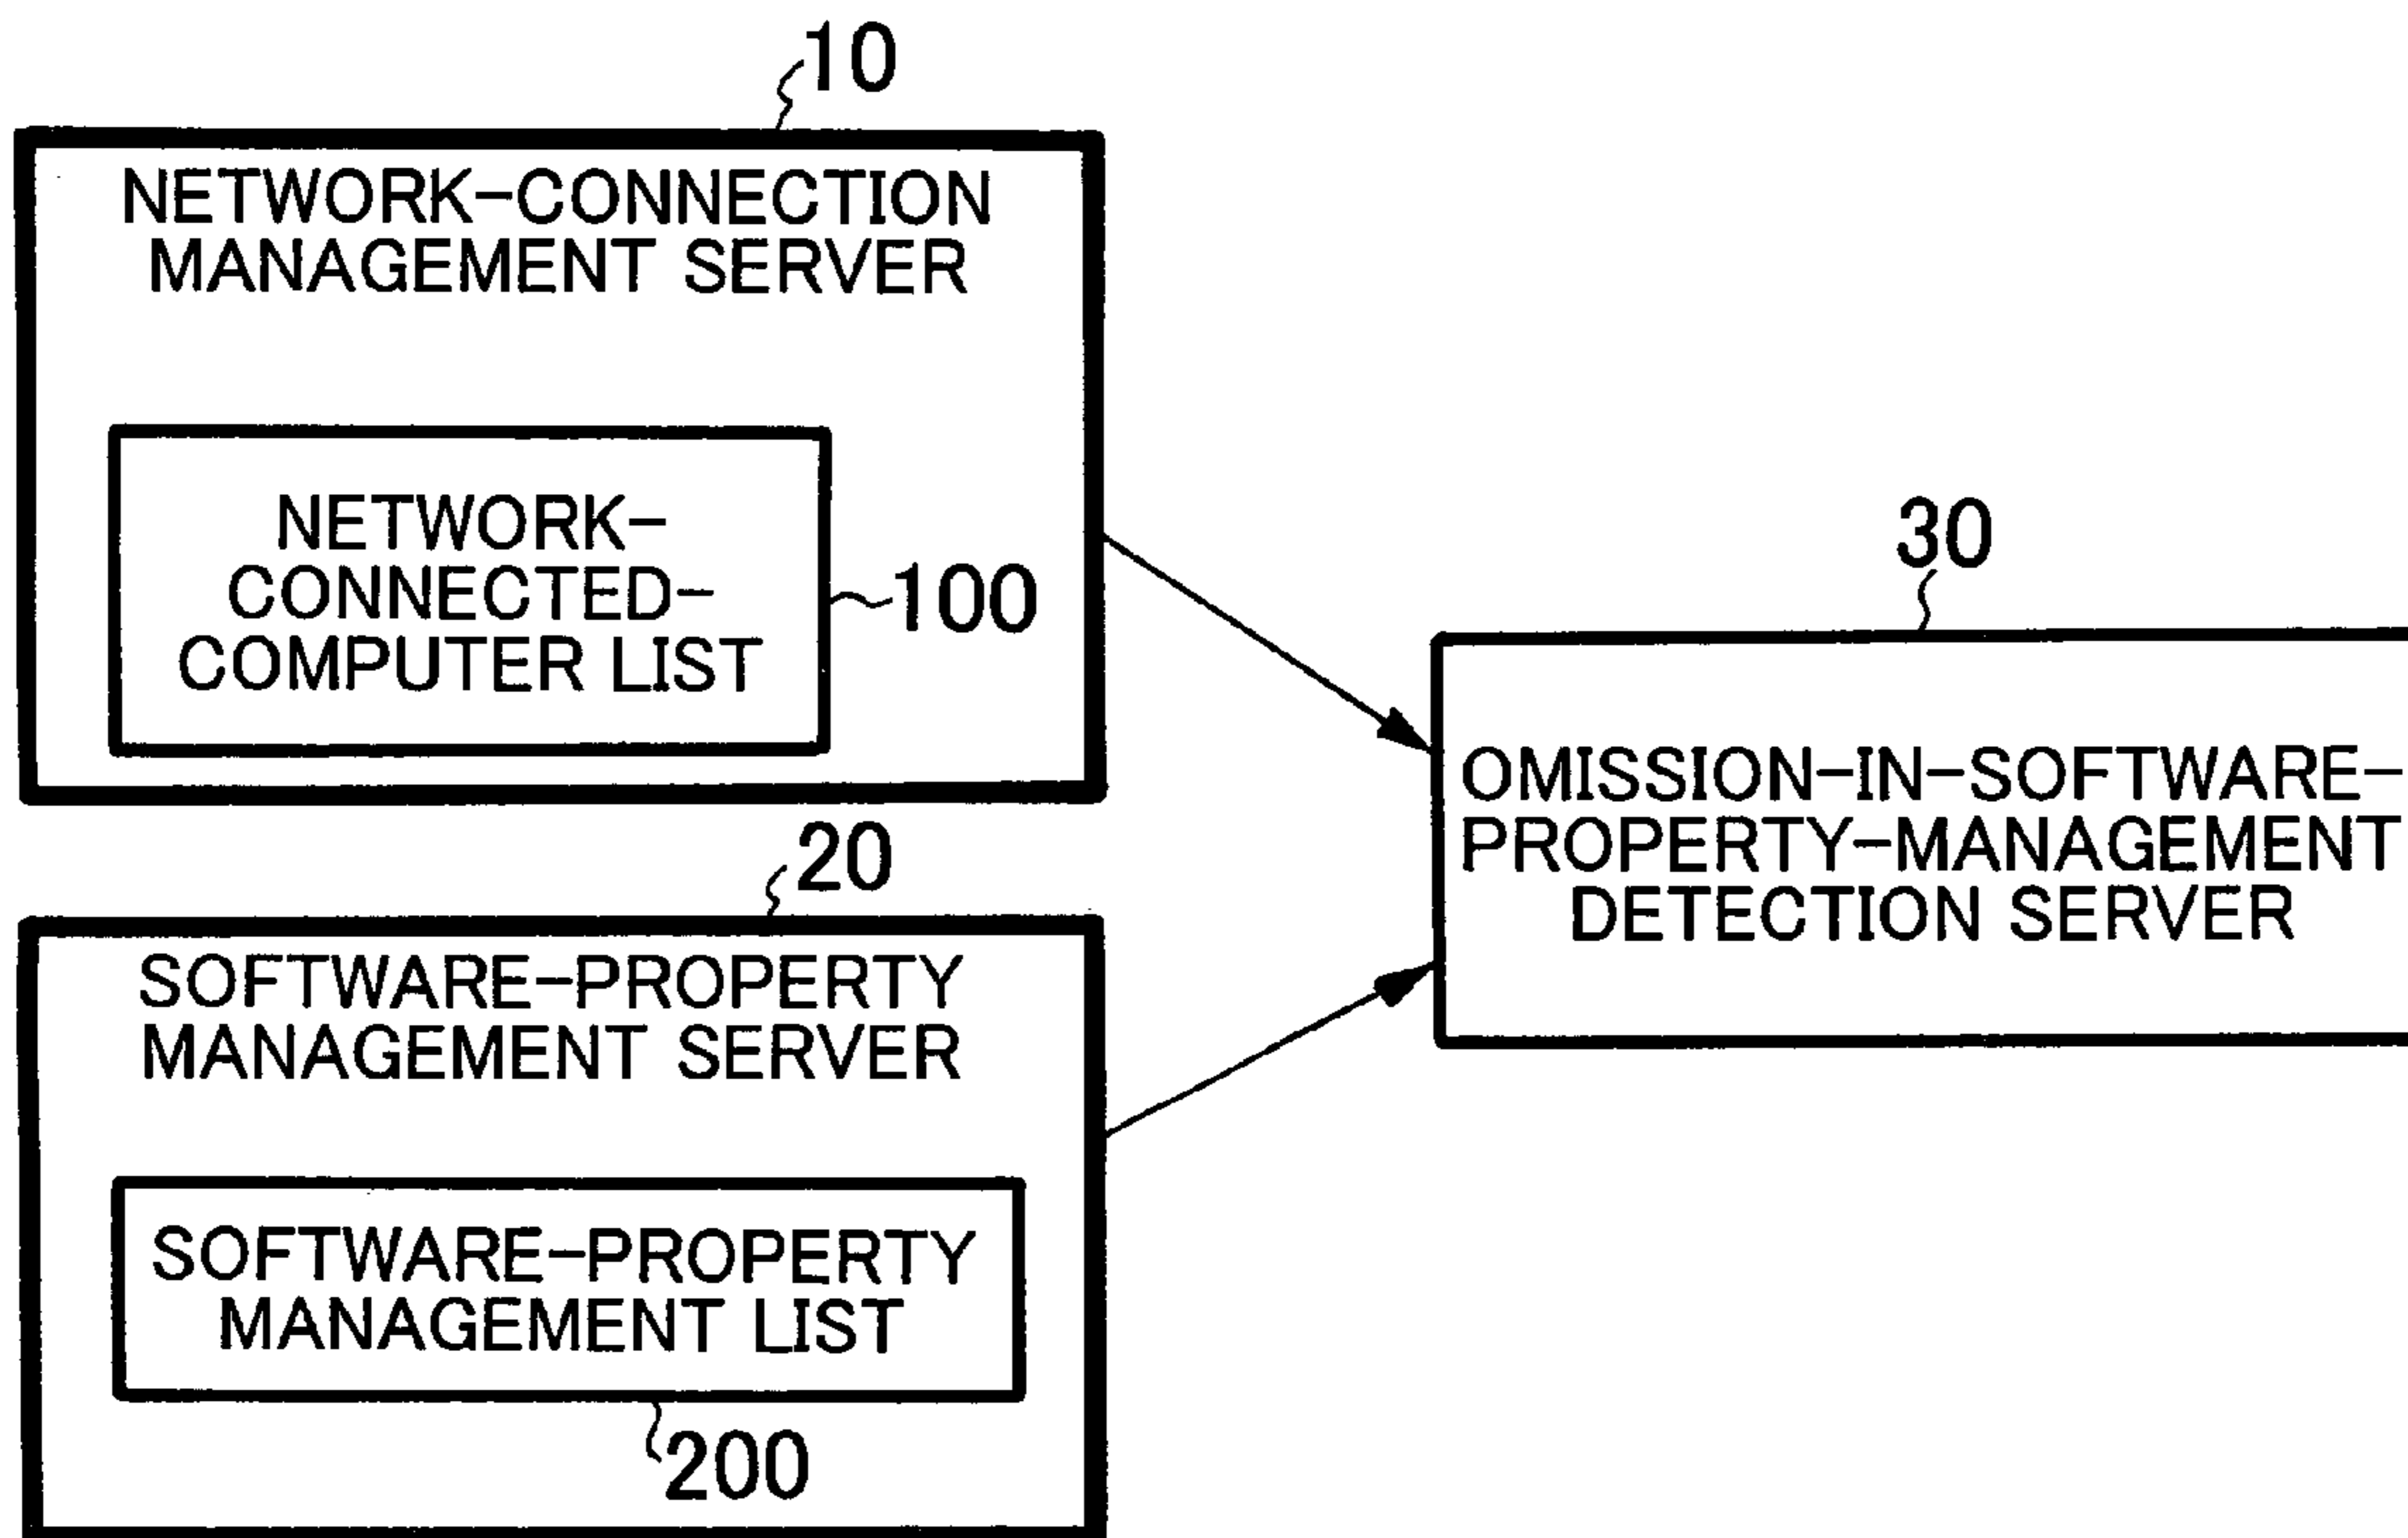 10
NETWORK-CONNECTION
MANAGEMENT SERVER
NETWORK-
CONNECTED-
COMPUTER LIST
100
20
SOFTWARE-PROPERTY
MANAGEMENT SERVER
SOFTWARE-PROPERTY
MANAGEMENT LIST
200
30
OMISSION-IN-SOFTWARE-
PROPERTY-MANAGEMENT
DETECTION SERVER